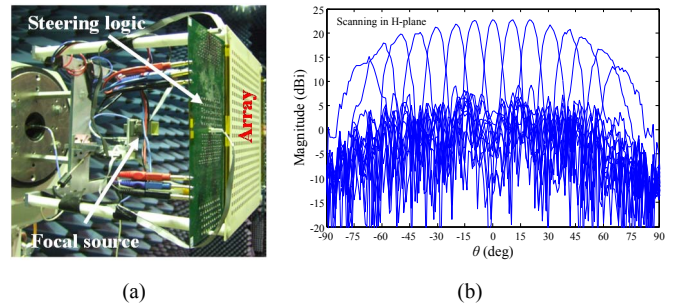 Steering logic
Array
Focal source
(a)
Scanning in H-plane
Magnitude (dBi)
25
20
15
10
5
0
-5
-10
-15
-20
-90 -75 -60 -45 -30 -15 0 15 30 45 60 75 90
θ (deg)
(b)